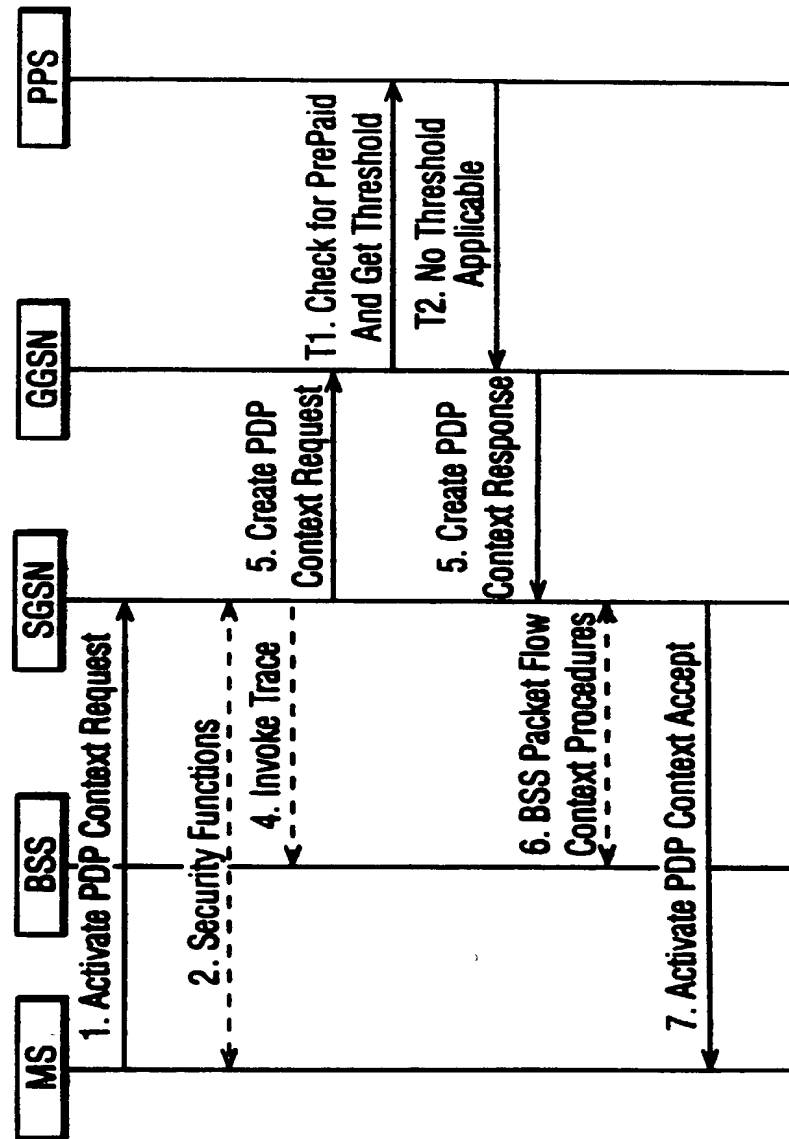 MS
BSS
SGSN
GGSN
PPS
1. Activate PDP Context Request
2. Security Functions
4. Invoke Trace
5. Create PDP
Context Request
T1. Check for PrePaid
And Get Threshold
T2. No Threshold
Applicable
5. Create PDP
Context Response
6. BSS Packet Flow
Context Procedures
7. Activate PDP Context Accept